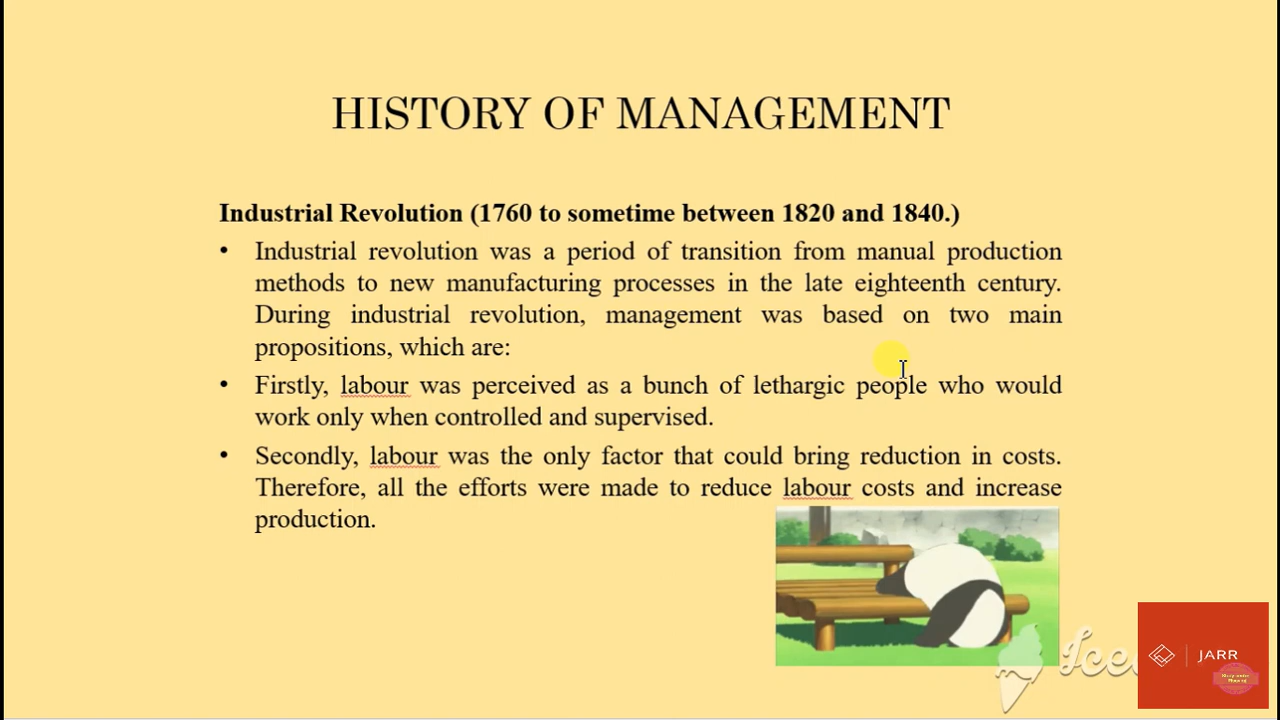 HISTORY OF MANAGEMENT
Industrial Revolution (1760 to sometime between 1820 and 1840.)
• Industrial revolution was a period of transition from manual production
methods to new manufacturing processes in the late eighteenth century.
During industrial revolution, management was based on two main
propositions, which are:
• Firstly, labour was perceived as a bunch of lethargic people who would
work only when controlled and supervised.
• Secondly, labour was the only factor that could bring reduction in costs.
Therefore, all the efforts were made to reduce labour costs and increase
production.
JARR